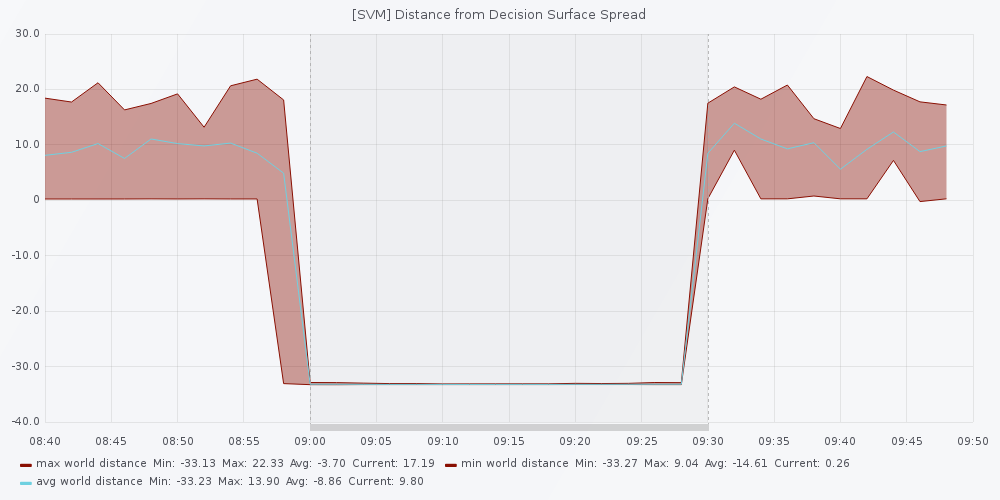 [SVM] Distance from Decision Surface Spread
30.0
20.0
10.0
0
-10.0
-20.0
-30.0
-40.0
08:40 08:45 08:50 08:55 09:00 09:05 09:10 09:15 09:20 09:25 09:30 09:35 09:40 09:45 09:50
max world distance Min: -33.13 Max: 22.33 Avg: -3.70 Current: 17.19 min world distance Min: -33.27 Max: 9.04 Avg: -14.61 Current: 0.26
avg world distance Min: -33.23 Max: 13.90 Avg: -8.86 Current: 9.80